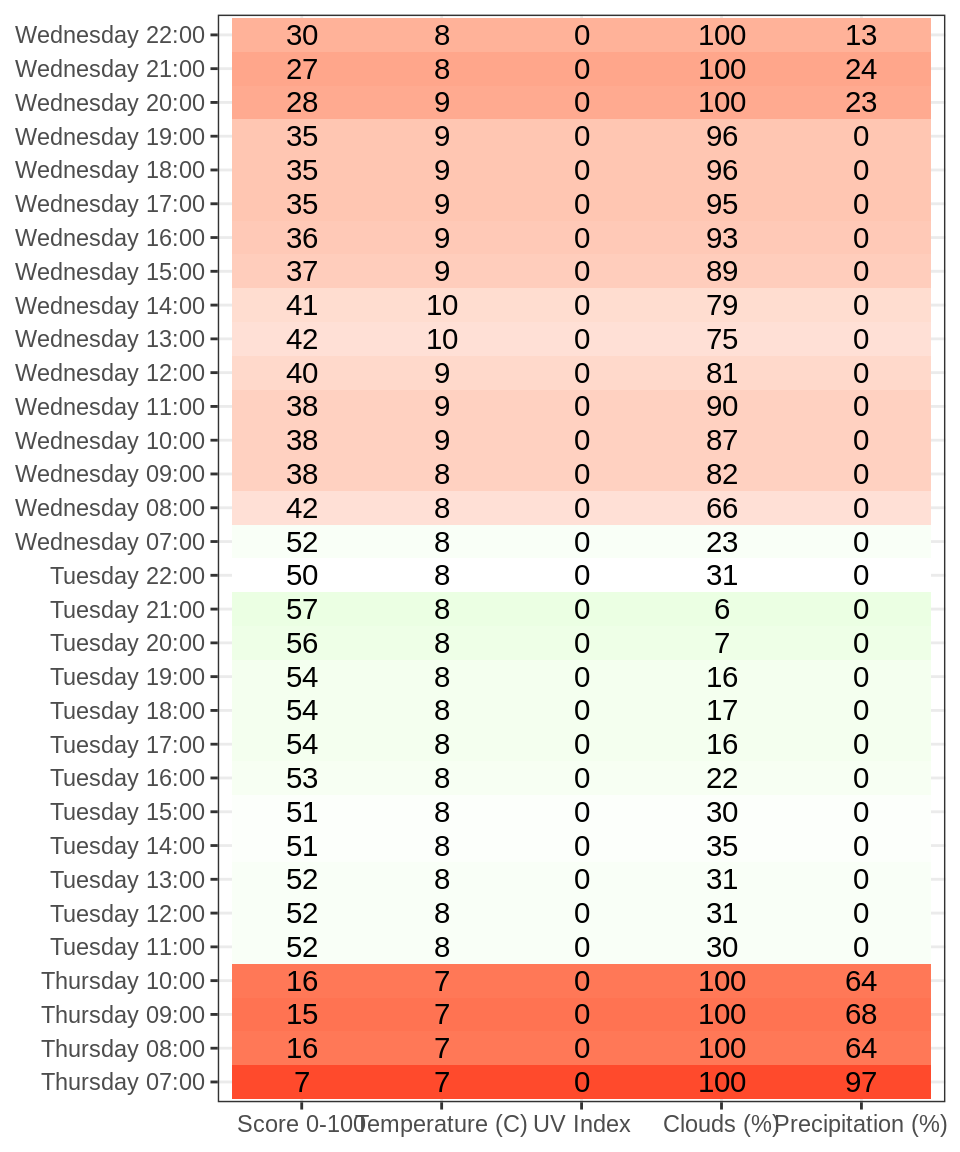 Wednesday 22:00 30 8 0 100 13
Wednesday 21:00 27 8 0 100 24
Wednesday 20:00 28 9 0 100 23
Wednesday 19:00 35 9 0 96 0
Wednesday 18:00 35 9 0 96 0
Wednesday 17:00 35 9 0 95 0
Wednesday 16:00 36 9 0 93 0
Wednesday 15:00 37 9 0 89 0
Wednesday 14:00 41 10 0 79 0
Wednesday 13:00 42 10 0 75 0
Wednesday 12:00 40 9 0 81 0
Wednesday 11:00 38 9 0 90 0
Wednesday 10:00 38 9 0 87 0
Wednesday 09:00 38 8 0 82 0
Wednesday 08:00 42 8 0 66 0
Wednesday 07:00 52 8 0 23 0
Tuesday 22:00 50 8 0 31 0
Tuesday 21:00 57 8 0 6 0
Tuesday 20:00 56 8 0 7 0
Tuesday 19:00 54 8 0 16 0
Tuesday 18:00 54 8 0 17 0
Tuesday 17:00 54 8 0 16 0
Tuesday 16:00 53 8 0 22 0
Tuesday 15:00 51 8 0 30 0
Tuesday 14:00 51 8 0 35 0
Tuesday 13:00 52 8 0 31 0
Tuesday 12:00 52 8 0 31 0
Tuesday 11:00 52 8 0 30 0
Thursday 10:00 16 7 0 100 64
Thursday 09:00 15 7 0 100 68
Thursday 08:00 16 7 0 100 64
Thursday 07:00 7 7 0 100 97
Score 0-100 Temperature (C) UV Index Clouds (%) Precipitation (%)